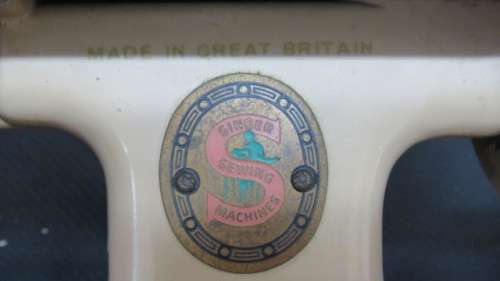 MADE IN GREAT BRITAIN
S
SINGER
SEWING
MACHINES